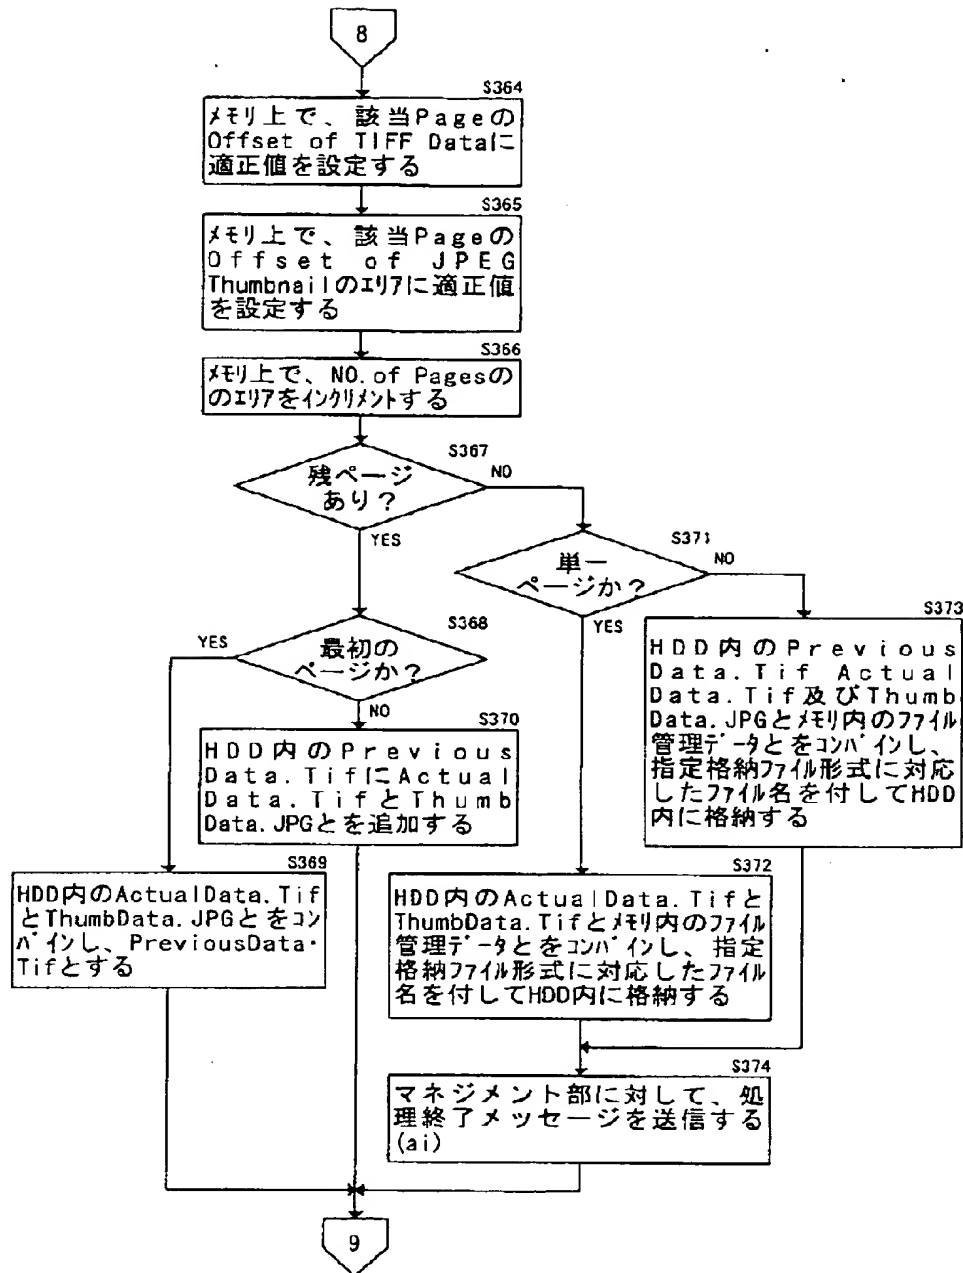 8
S364
メモリ上で、該当Pageの
Offset of TIFF Dataに
適正値を設定する
S365
メモリ上で、該当Pageの
Offset of JPEG
Thumbnailのエリアに適正値
を設定する
S366
メモリ上で、NO.of Pagesの
のエリアをインクリメントする
S367
残ページ
あり?
NO
YES
S371
単一
ページか?
NO
YES
S368
最初の
ページか?
YES
NO
S373
HDD内のPrevious
Data.Tif Actual
Data.Tif及びThumb
Data.JPGとメモリ内のファイル
管理データとをコンバインし、
指定格納ファイル形式に対応
したファイル名を付してHDD
内に格納する
S370
HDD内のPrevious
Data.TifにActual
Data.TifとThumb
Data.JPGとを追加する
S369
HDD内のActualData.Tif
とThumbData.JPGとをコン
バインし、PreviousData・
Tifとする
S372
HDD内のActualData.Tifと
ThumbData.Tifとメモリ内のファイル
管理データとをコンバインし、指定
格納ファイル形式に対応したファイル
名を付してHDD内に格納する
S374
マネジメント部に対して、処
理終了メッセージを送信する
(ai)
9